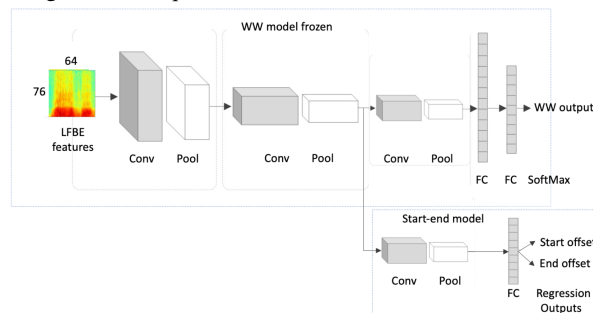 WW model frozen
64
76
LFBE
features
Conv Pool
Conv Pool
Conv Pool
WW output
FC FC SoftMax
Start-end model
Start offset
End offset
Conv Pool
FC Regression
Outputs